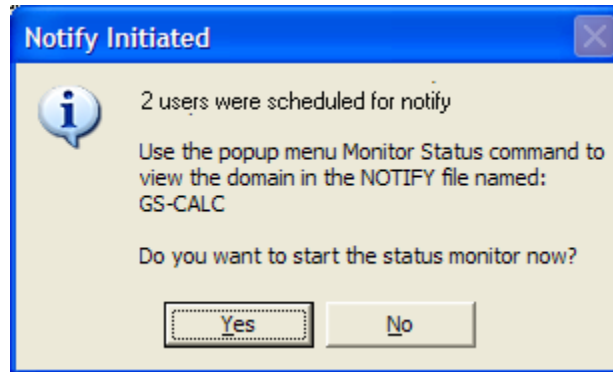 Notify Initiated
2 users were scheduled for notify
Use the popup menu Monitor Status command to
view the domain in the NOTIFY file named:
GS-CALC
Do you want to start the status monitor now?
Yes
No